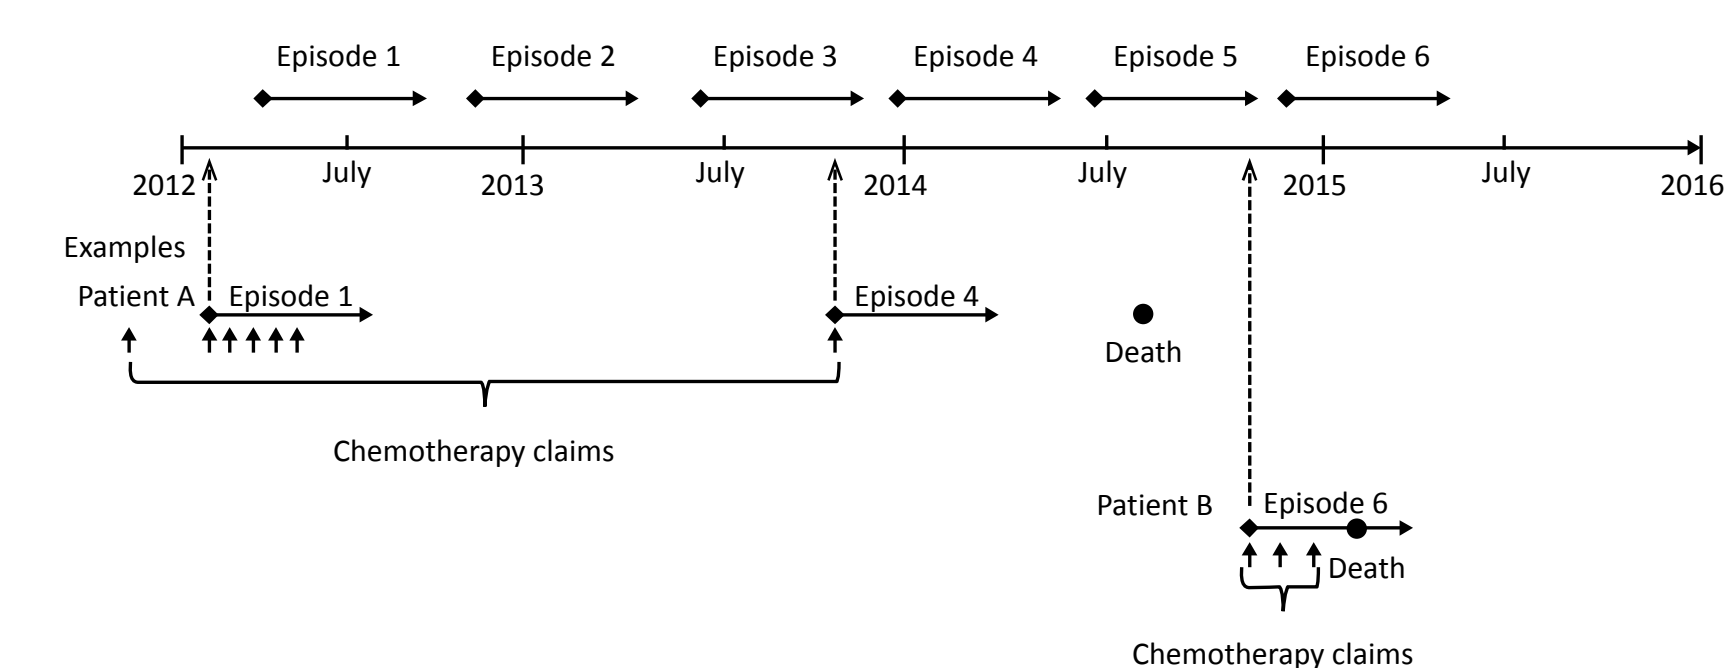 Episode 1 Episode 2 Episode 3 Episode 4 Episode 5 Episode 6
2012 July 2013 July 2014 July 2015 July 2016
Examples
Patient A Episode 1 Episode 4
Death
Chemotherapy claims
Patient B Episode 6
Death
Chemotherapy claims